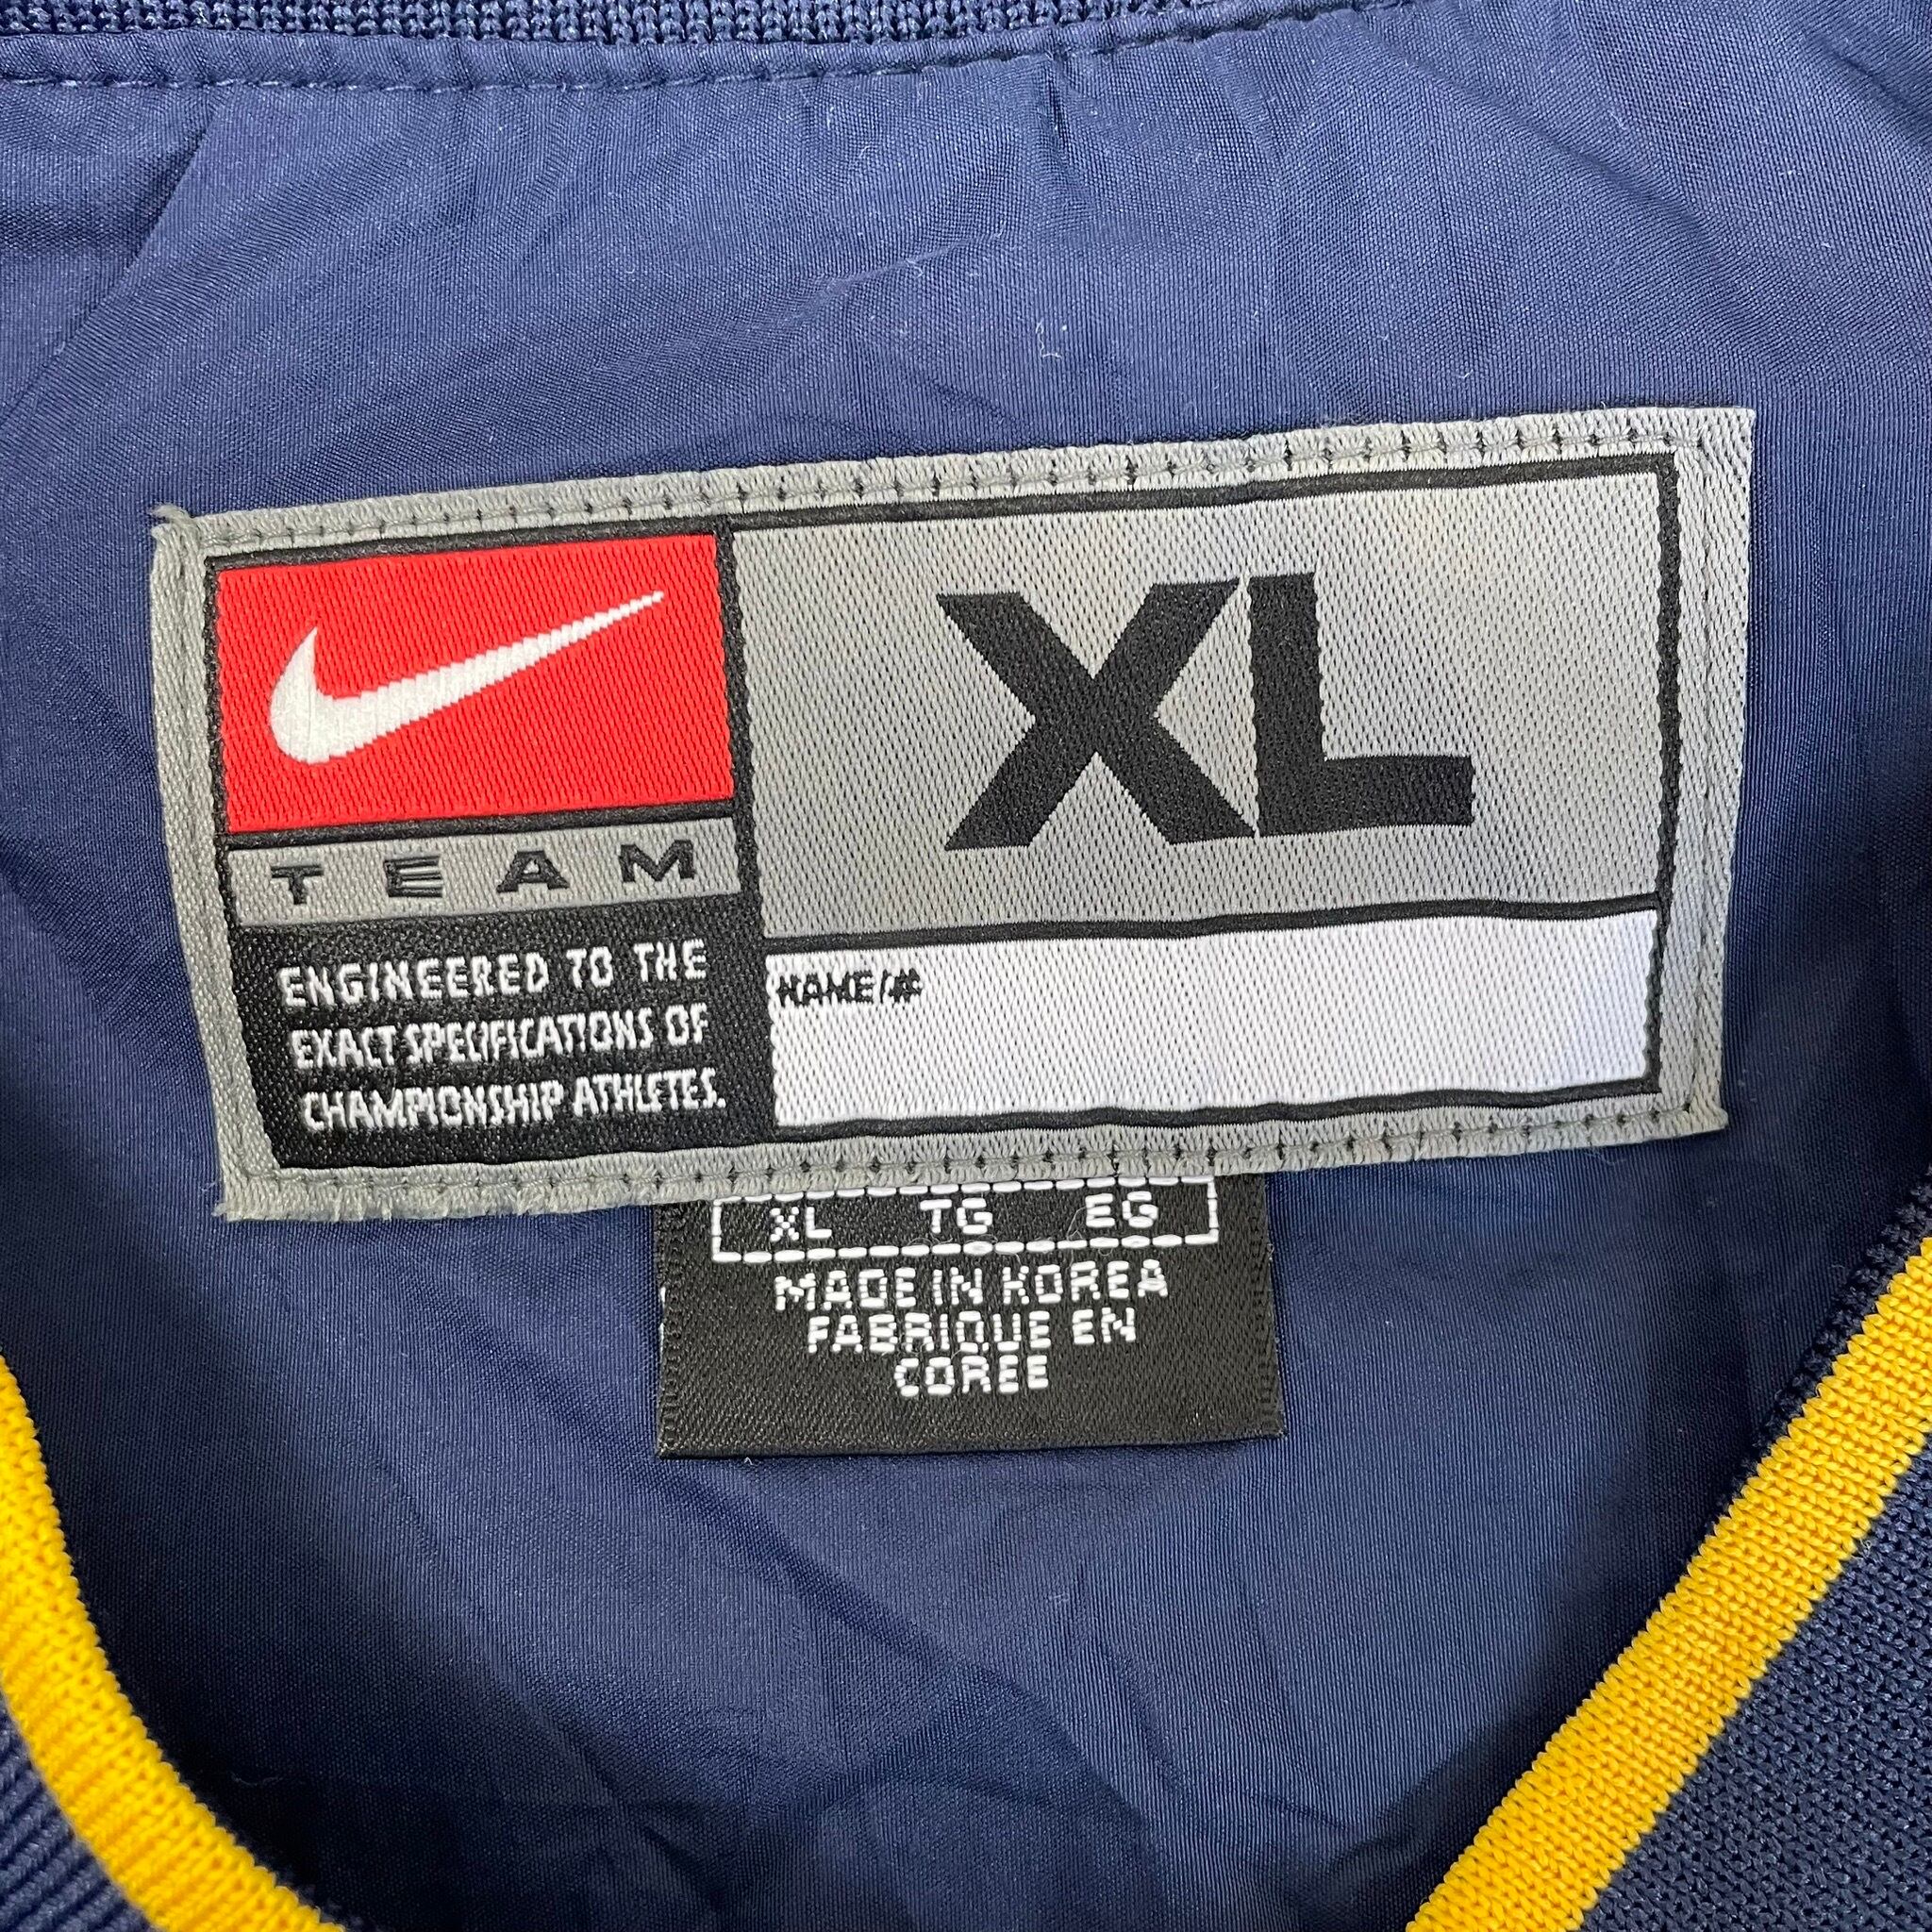 XL
TEAM
ENGINEERED TO THE
EXACT SPECIFICATIONS OF
CHAMPIONSHIP ATHLETES.
NAME/#
XL TG EG
MADE IN KOREA
FABRIQUE EN
COREE